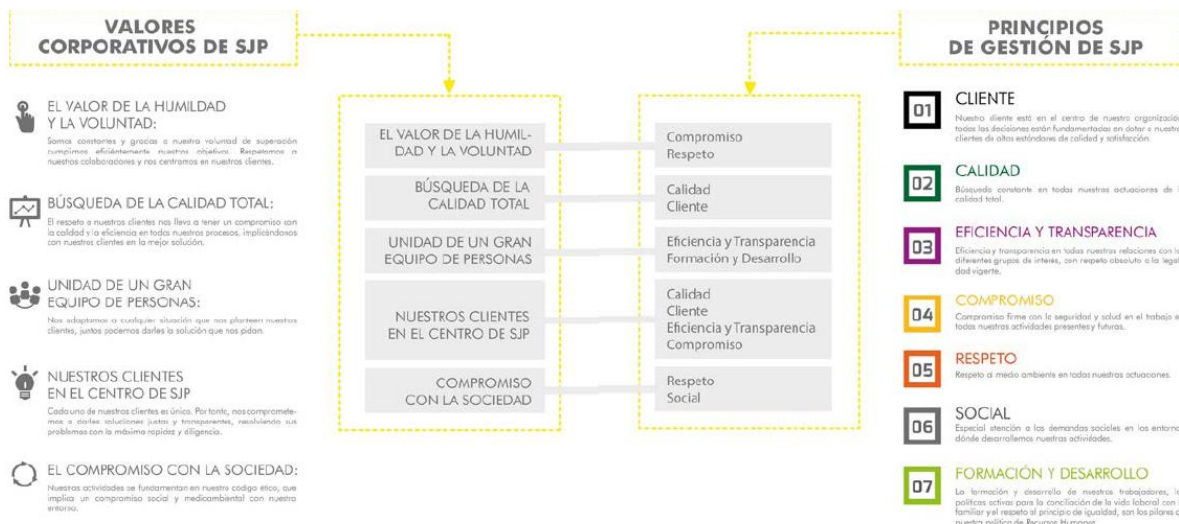 VALORES
CORPORATIVOS DE SJP
EL VALOR DE LA HUMILDAD
Y LA VOLUNTAD:
Somos constantes y gracias a nuestra voluntad de superación
cumplimos eficientemente nuestros objetivos. Respetamos a
nuestros colaboradores y nos centramos en nuestros clientes.
BÚSQUEDA DE LA CALIDAD TOTAL:
El respeto a nuestros clientes nos lleva a tener un compromiso con
la calidad y la eficiencia en todos nuestros procesos, implicándonos
con nuestros clientes en la mejor solución.
UNIDAD DE UN GRAN
EQUIPO DE PERSONAS:
Nos adaptamos a cualquier situación que nos planteen nuestros
clientes, juntos podemos darles la solución que nos pidan.
NUESTROS CLIENTES
EN EL CENTRO DE SJP
Cada uno de nuestros clientes es único. Por tanto, nos compromete-
mos a darles soluciones justas y transparentes, resolviendo sus
problemas con la máxima rapidez y diligencia.
EL COMPROMISO CON LA SOCIEDAD:
Nuestras actividades se fundamentan en nuestro código ético, que
implica un compromiso social y medioambiental con nuestro
entorno.
EL VALOR DE LA HUMIL-
DAD Y LA VOLUNTAD
BÚSQUEDA DE LA
CALIDAD TOTAL
UNIDAD DE UN GRAN
EQUIPO DE PERSONAS
NUESTROS CLIENTES
EN EL CENTRO DE SJP
COMPROMISO
CON LA SOCIEDAD
Compromiso
Respeto
Calidad
Cliente
Eficiencia y Transparencia
Formación y Desarrollo
Calidad
Cliente
Eficiencia y Transparencia
Compromiso
Respeto
Social
PRINCIPIOS
DE GESTIÓN DE SJP
01
CLIENTE
Nuestro cliente está en el centro de nuestra organización
todas las decisiones están fundamentadas en dotar a nuestros
clientes de altos estándares de calidad y satisfacción.
02
CALIDAD
Búsqueda constante en todas nuestras actuaciones de
calidad total.
03
EFICIENCIA Y TRANSPARENCIA
Eficiencia y transparencia en todas nuestras relaciones con
diferentes grupos de interés, con respeto absoluto a la legali
dad vigente.
04
COMPROMISO
Compromiso firme con la seguridad y salud en el trabajo
todas nuestras actividades presentes y futuras.
05
RESPETO
Respeto al medio ambiente en todas nuestras actuaciones.
06
SOCIAL
Especial atención a las demandas sociales en los entorno
dónde desarrollemos nuestras actividades.
07
FORMACIÓN Y DESARROLLO
La formación y desarrollo de nuestros trabajadores,
políticas activas para la conciliación de la vida laboral con
familiar y el respeto al principio de igualdad, son los pilares
nuestra política de Recursos Humanos